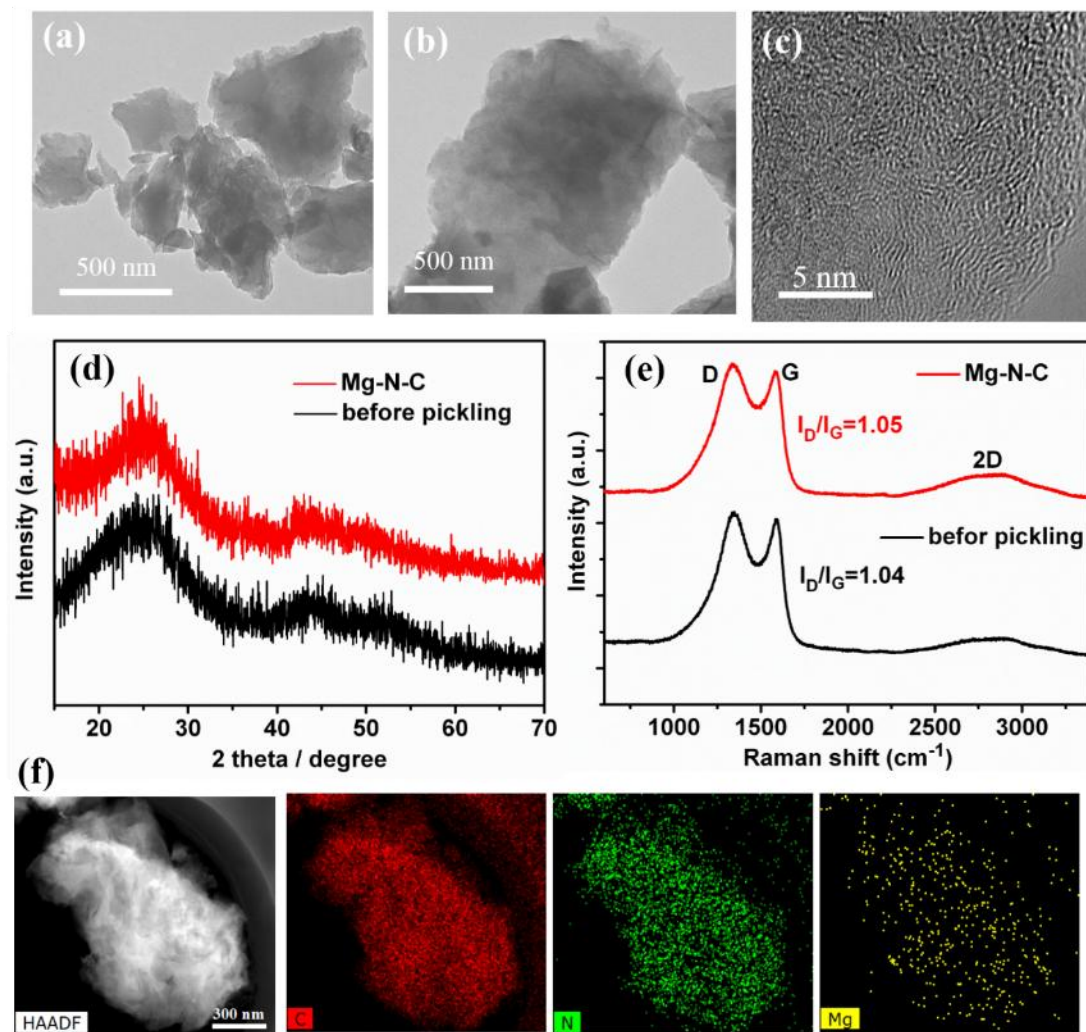 (a)
500 nm
(b)
500 nm
(c)
5 nm
(d)
Mg-N-C
before pickling
Intensity (a.u.)
20 30 40 50 60 70
2 theta / degree
(e)
D
G
Mg-N-C
I_D/I_G=1.05
2D
befor pickling
I_D/I_G=1.04
Intensity (a.u.)
1000 1500 2000 2500 3000
Raman shift (cm⁻¹)
(f)
HAADF
300 nm
C
N
Mg